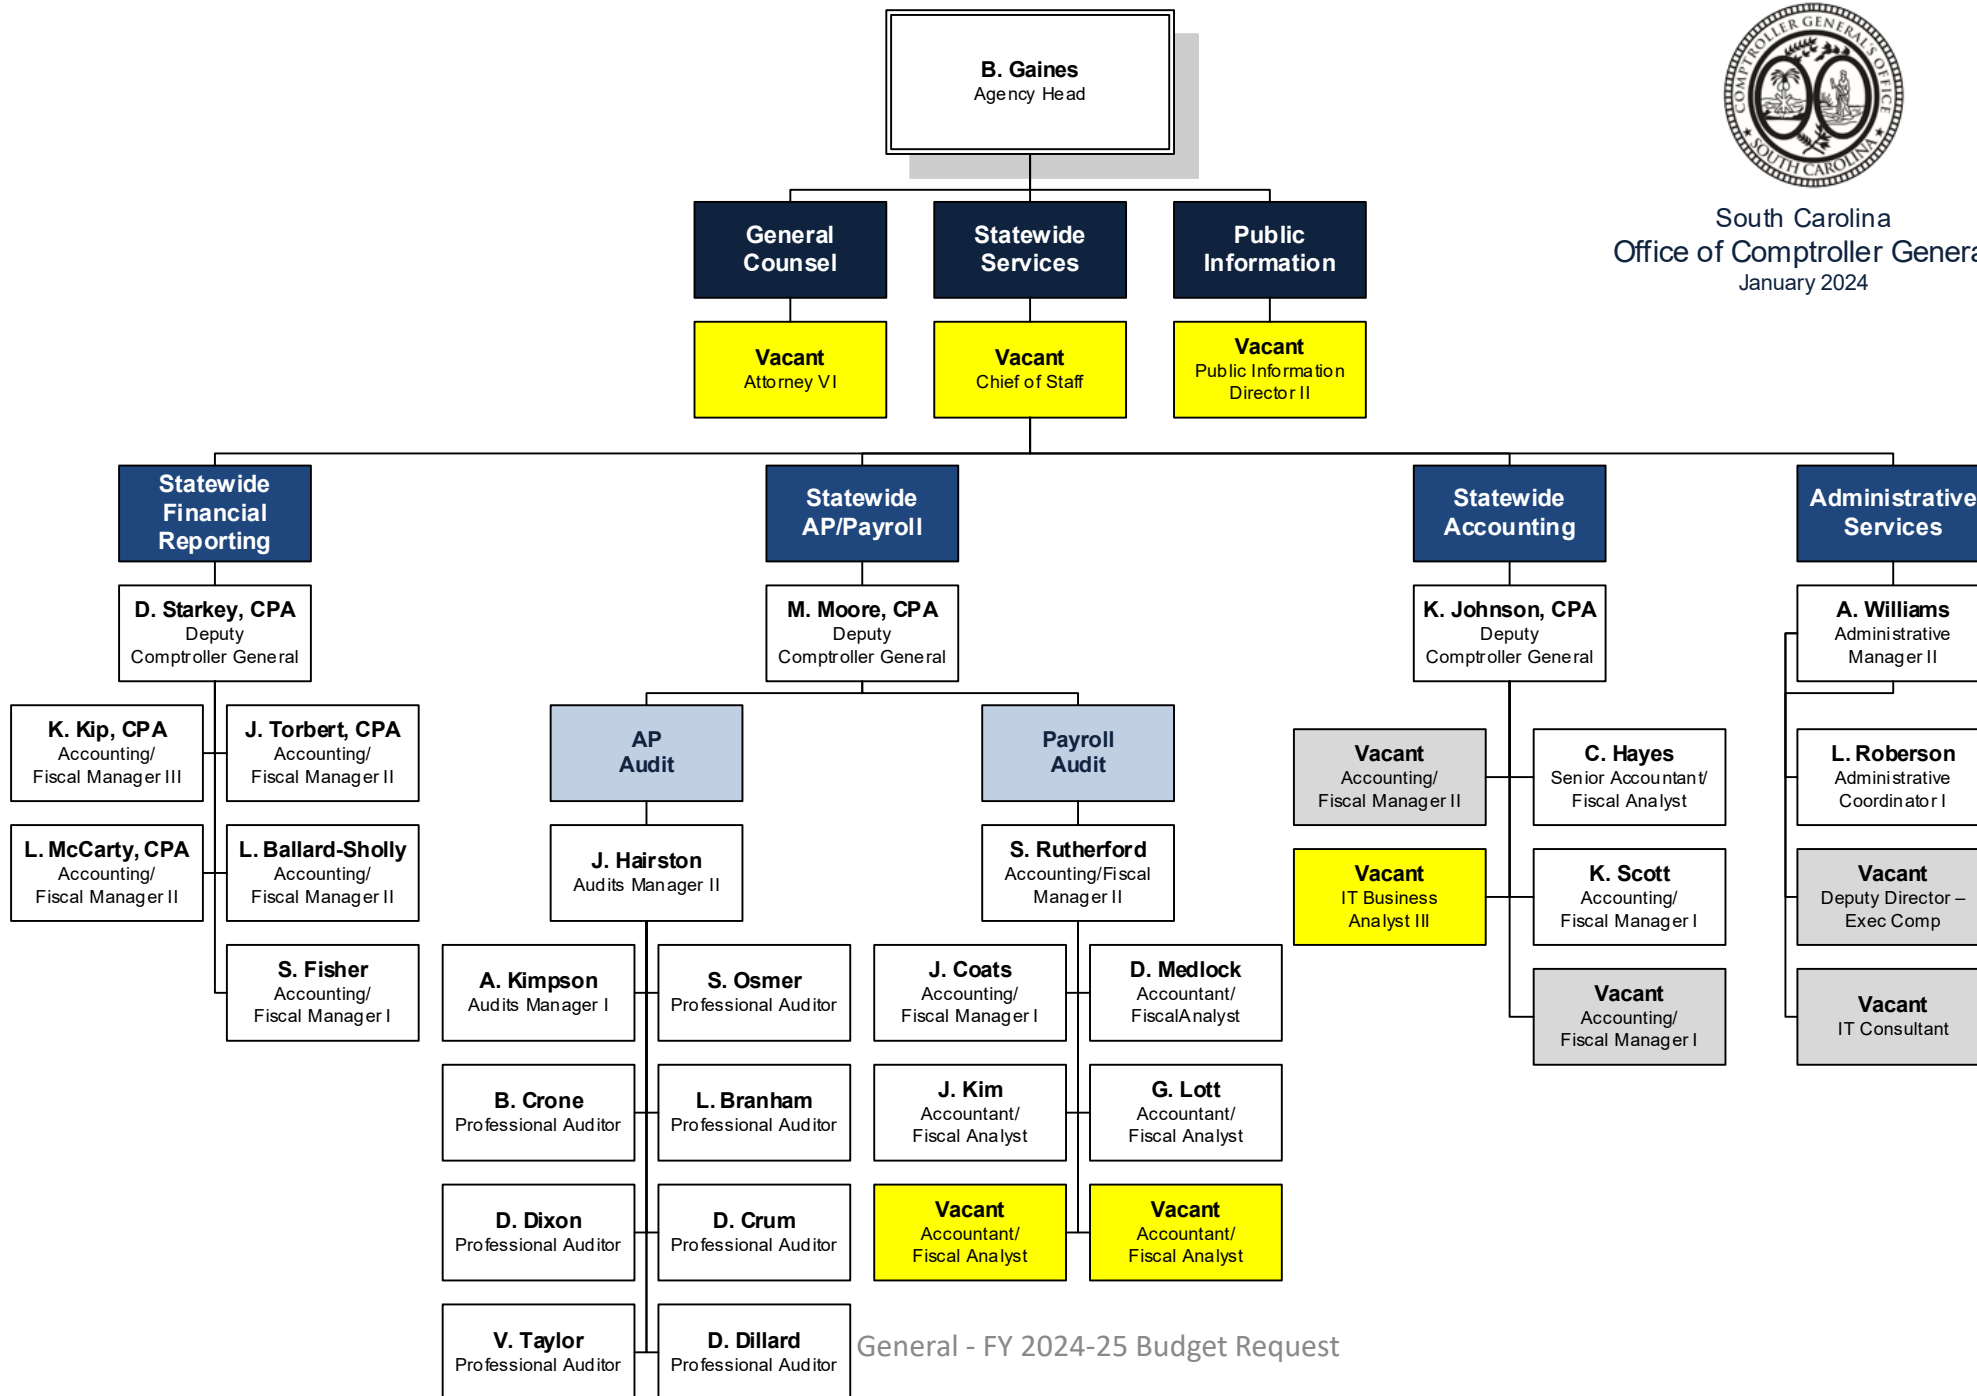 B. Gaines
Agency Head
COMPTROLLER GENERAL'S OFFICE
SOUTH CAROLINA
South Carolina
Office of Comptroller Genera
January 2024
General
Counsel
Statewide
Services
Public
Information
Vacant
Attorney VI
Vacant
Chief of Staff
Vacant
Public Information
Director II
Statewide
Financial
Reporting
Statewide
AP/Payroll
Statewide
Accounting
Administrative
Services
D. Starkey, CPA
Deputy
Comptroller General
M. Moore, CPA
Deputy
Comptroller General
K. Johnson, CPA
Deputy
Comptroller General
A. Williams
Administrative
Manager II
K. Kip, CPA
Accounting/
Fiscal Manager III
J. Torbert, CPA
Accounting/
Fiscal Manager II
L. McCarty, CPA
Accounting/
Fiscal Manager II
L. Ballard-Sholly
Accounting/
Fiscal Manager II
S. Fisher
Accounting/
Fiscal Manager I
AP
Audit
J. Hairston
Audits Manager II
A. Kimpson
Audits Manager I
S. Osmer
Professional Auditor
B. Crone
Professional Auditor
L. Branham
Professional Auditor
D. Dixon
Professional Auditor
D. Crum
Professional Auditor
V. Taylor
Professional Auditor
D. Dillard
Professional Auditor
Payroll
Audit
S. Rutherford
Accounting/Fiscal
Manager II
J. Coats
Accounting/
Fiscal Manager I
D. Medlock
Accountant/
FiscalAnalyst
J. Kim
Accountant/
Fiscal Analyst
G. Lott
Accountant/
Fiscal Analyst
Vacant
Accountant/
Fiscal Analyst
Vacant
Accountant/
Fiscal Analyst
Vacant
Accounting/
Fiscal Manager II
C. Hayes
Senior Accountant/
Fiscal Analyst
Vacant
IT Business
Analyst III
K. Scott
Accounting/
Fiscal Manager I
Vacant
Accounting/
Fiscal Manager I
L. Roberson
Administrative
Coordinator I
Vacant
Deputy Director –
Exec Comp
Vacant
IT Consultant
General - FY 2024-25 Budget Request